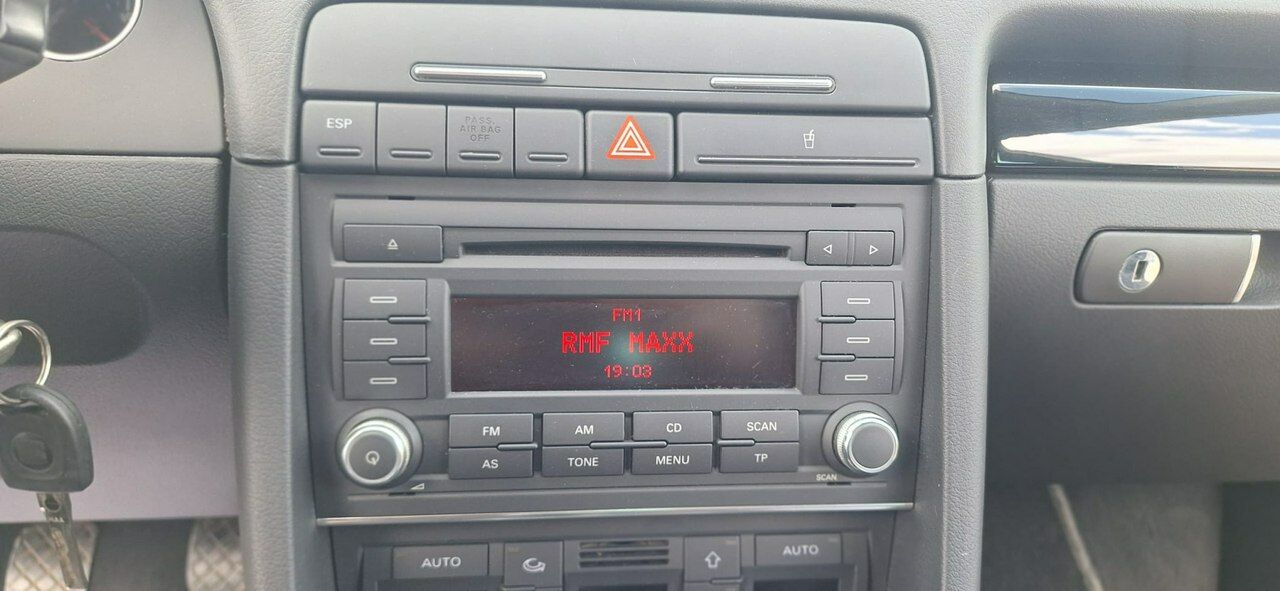 ESP
PASS.
AIR BAG
OFF
FM1
RMF MAXX
19:03
FM AM CD SCAN
AS TONE MENU TP
SCAN
AUTO AUTO